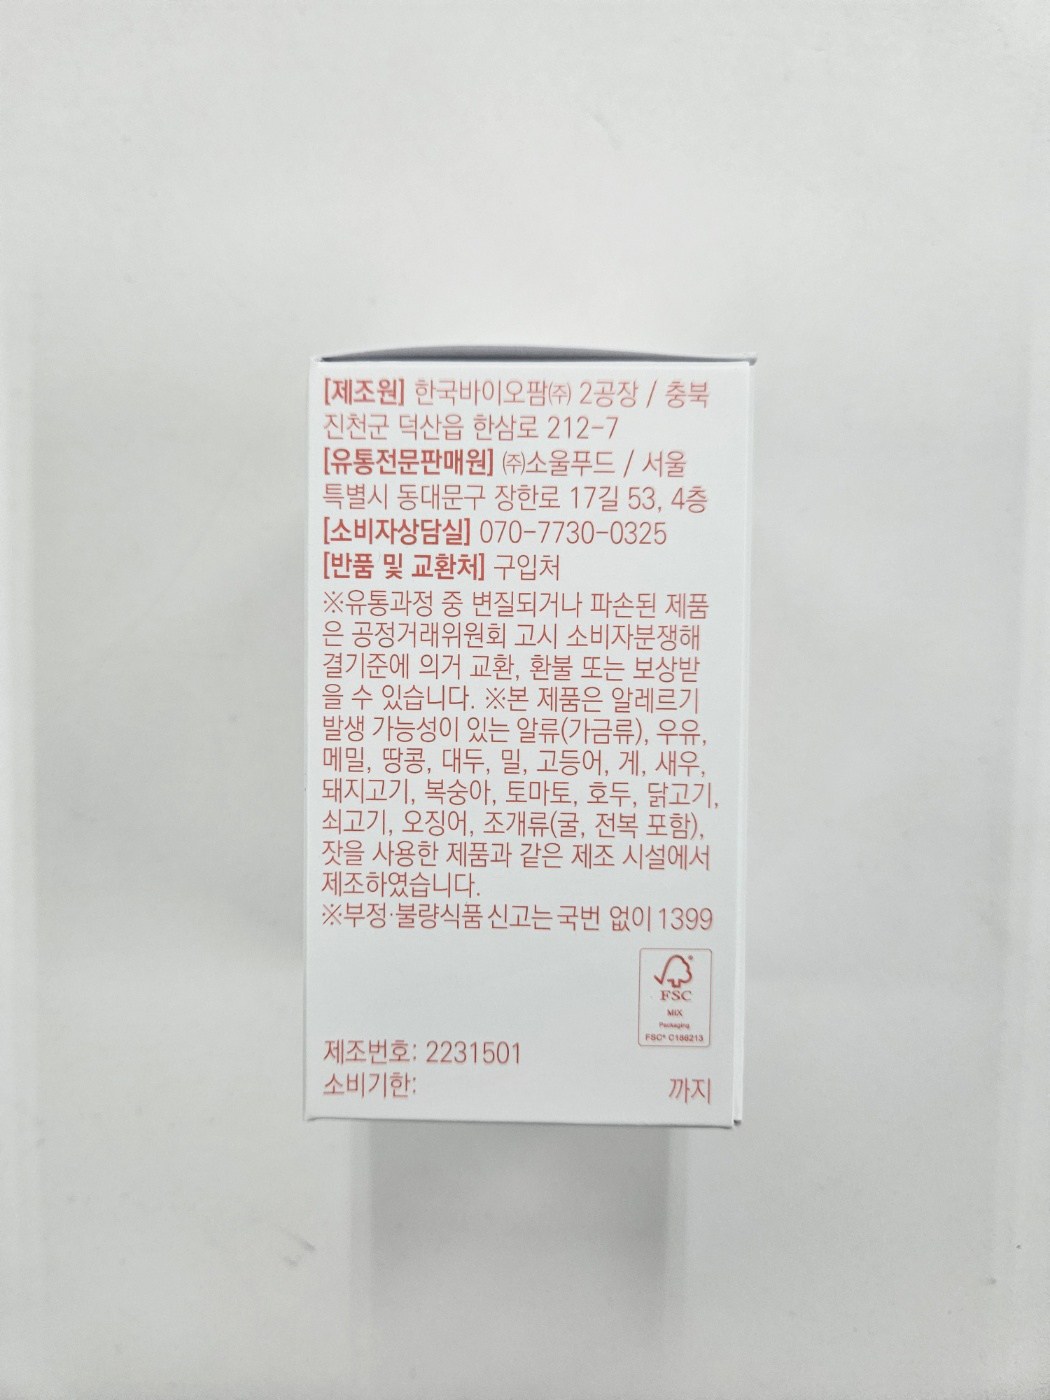 [제조원] 한국바이오팜㈜ 2공장 / 충북
진천군 덕산읍 한삼로 212-7
[유통전문판매원] ㈜소울푸드 / 서울
특별시 동대문구 장한로 17길 53, 4층
[소비자상담실] 070-7730-0325
[반품 및 교환처] 구입처
※유통과정 중 변질되거나 파손된 제품
은 공정거래위원회 고시 소비자분쟁해
결기준에 의거 교환, 환불 또는 보상받
을 수 있습니다. ※본 제품은 알레르기
발생 가능성이 있는 알류(가금류), 우유,
메밀, 땅콩, 대두, 밀, 고등어, 게, 새우,
돼지고기, 복숭아, 토마토, 호두, 닭고기,
쇠고기, 오징어, 조개류(굴, 전복 포함),
잣을 사용한 제품과 같은 제조 시설에서
제조하였습니다.
※부정·불량식품 신고는 국번 없이 1399
FSC
MIX
Packaging
FSC® C186213
제조번호: 2231501
소비기한: 까지